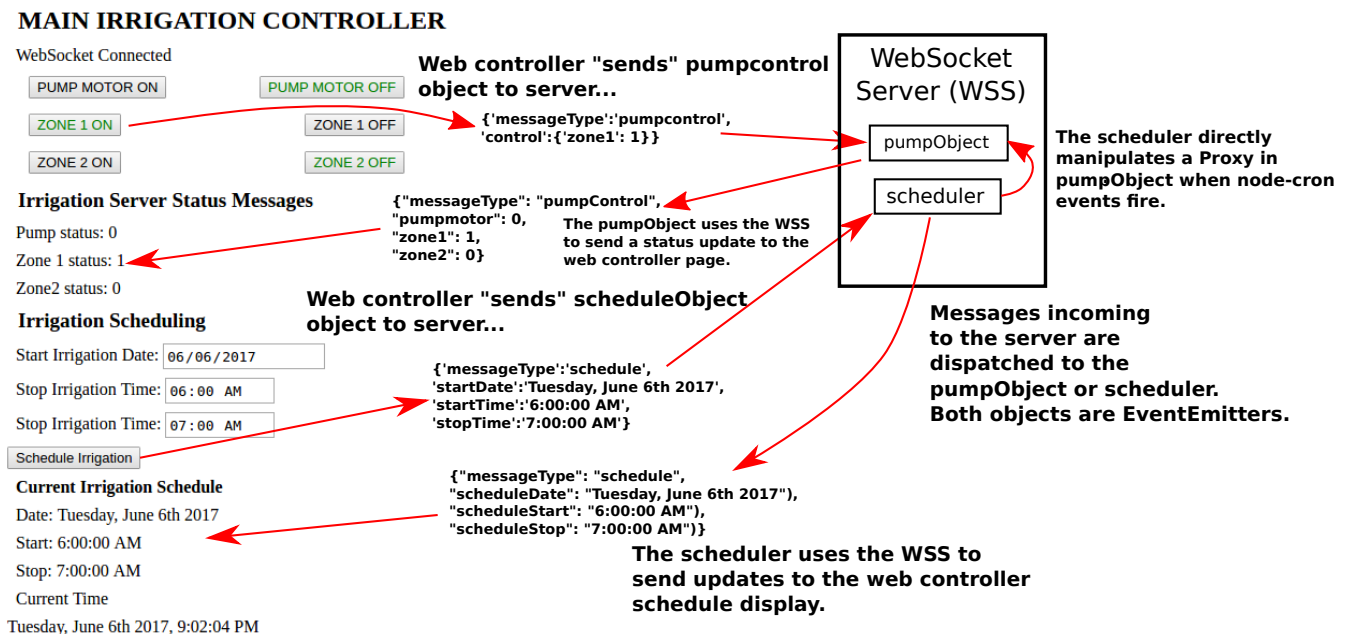 MAIN IRRIGATION CONTROLLER
WebSocket Connected
PUMP MOTOR ON
PUMP MOTOR OFF
ZONE 1 ON
ZONE 1 OFF
ZONE 2 ON
ZONE 2 OFF
Irrigation Server Status Messages
Pump status: 0
Zone 1 status: 1
Zone2 status: 0
Irrigation Scheduling
Start Irrigation Date: 06/06/2017
Stop Irrigation Time: 06:00 AM
Stop Irrigation Time: 07:00 AM
Schedule Irrigation
Current Irrigation Schedule
Date: Tuesday, June 6th 2017
Start: 6:00:00 AM
Stop: 7:00:00 AM
Current Time
Tuesday, June 6th 2017, 9:02:04 PM
Web controller "sends" pumpcontrol
object to server...
{'messageType':'pumpcontrol',
'control':{'zone1': 1}}
{"messageType": "pumpControl",
"pumpmotor": 0,
"zone1": 1,
"zone2": 0}
The pumpObject uses the WSS
to send a status update to the
web controller page.
Web controller "sends" scheduleObject
object to server...
{'messageType':'schedule',
'startDate':'Tuesday, June 6th 2017',
'startTime':'6:00:00 AM',
'stopTime':'7:00:00 AM'}
{"messageType": "schedule",
"scheduleDate": "Tuesday, June 6th 2017"),
"scheduleStart": "6:00:00 AM"),
"scheduleStop": "7:00:00 AM")}
The scheduler uses the WSS to
send updates to the web controller
schedule display.
WebSocket
Server (WSS)
pumpObject
scheduler
The scheduler directly
manipulates a Proxy in
pumpObject when node-cron
events fire.
Messages incoming
to the server are
dispatched to the
pumpObject or scheduler.
Both objects are EventEmitters.